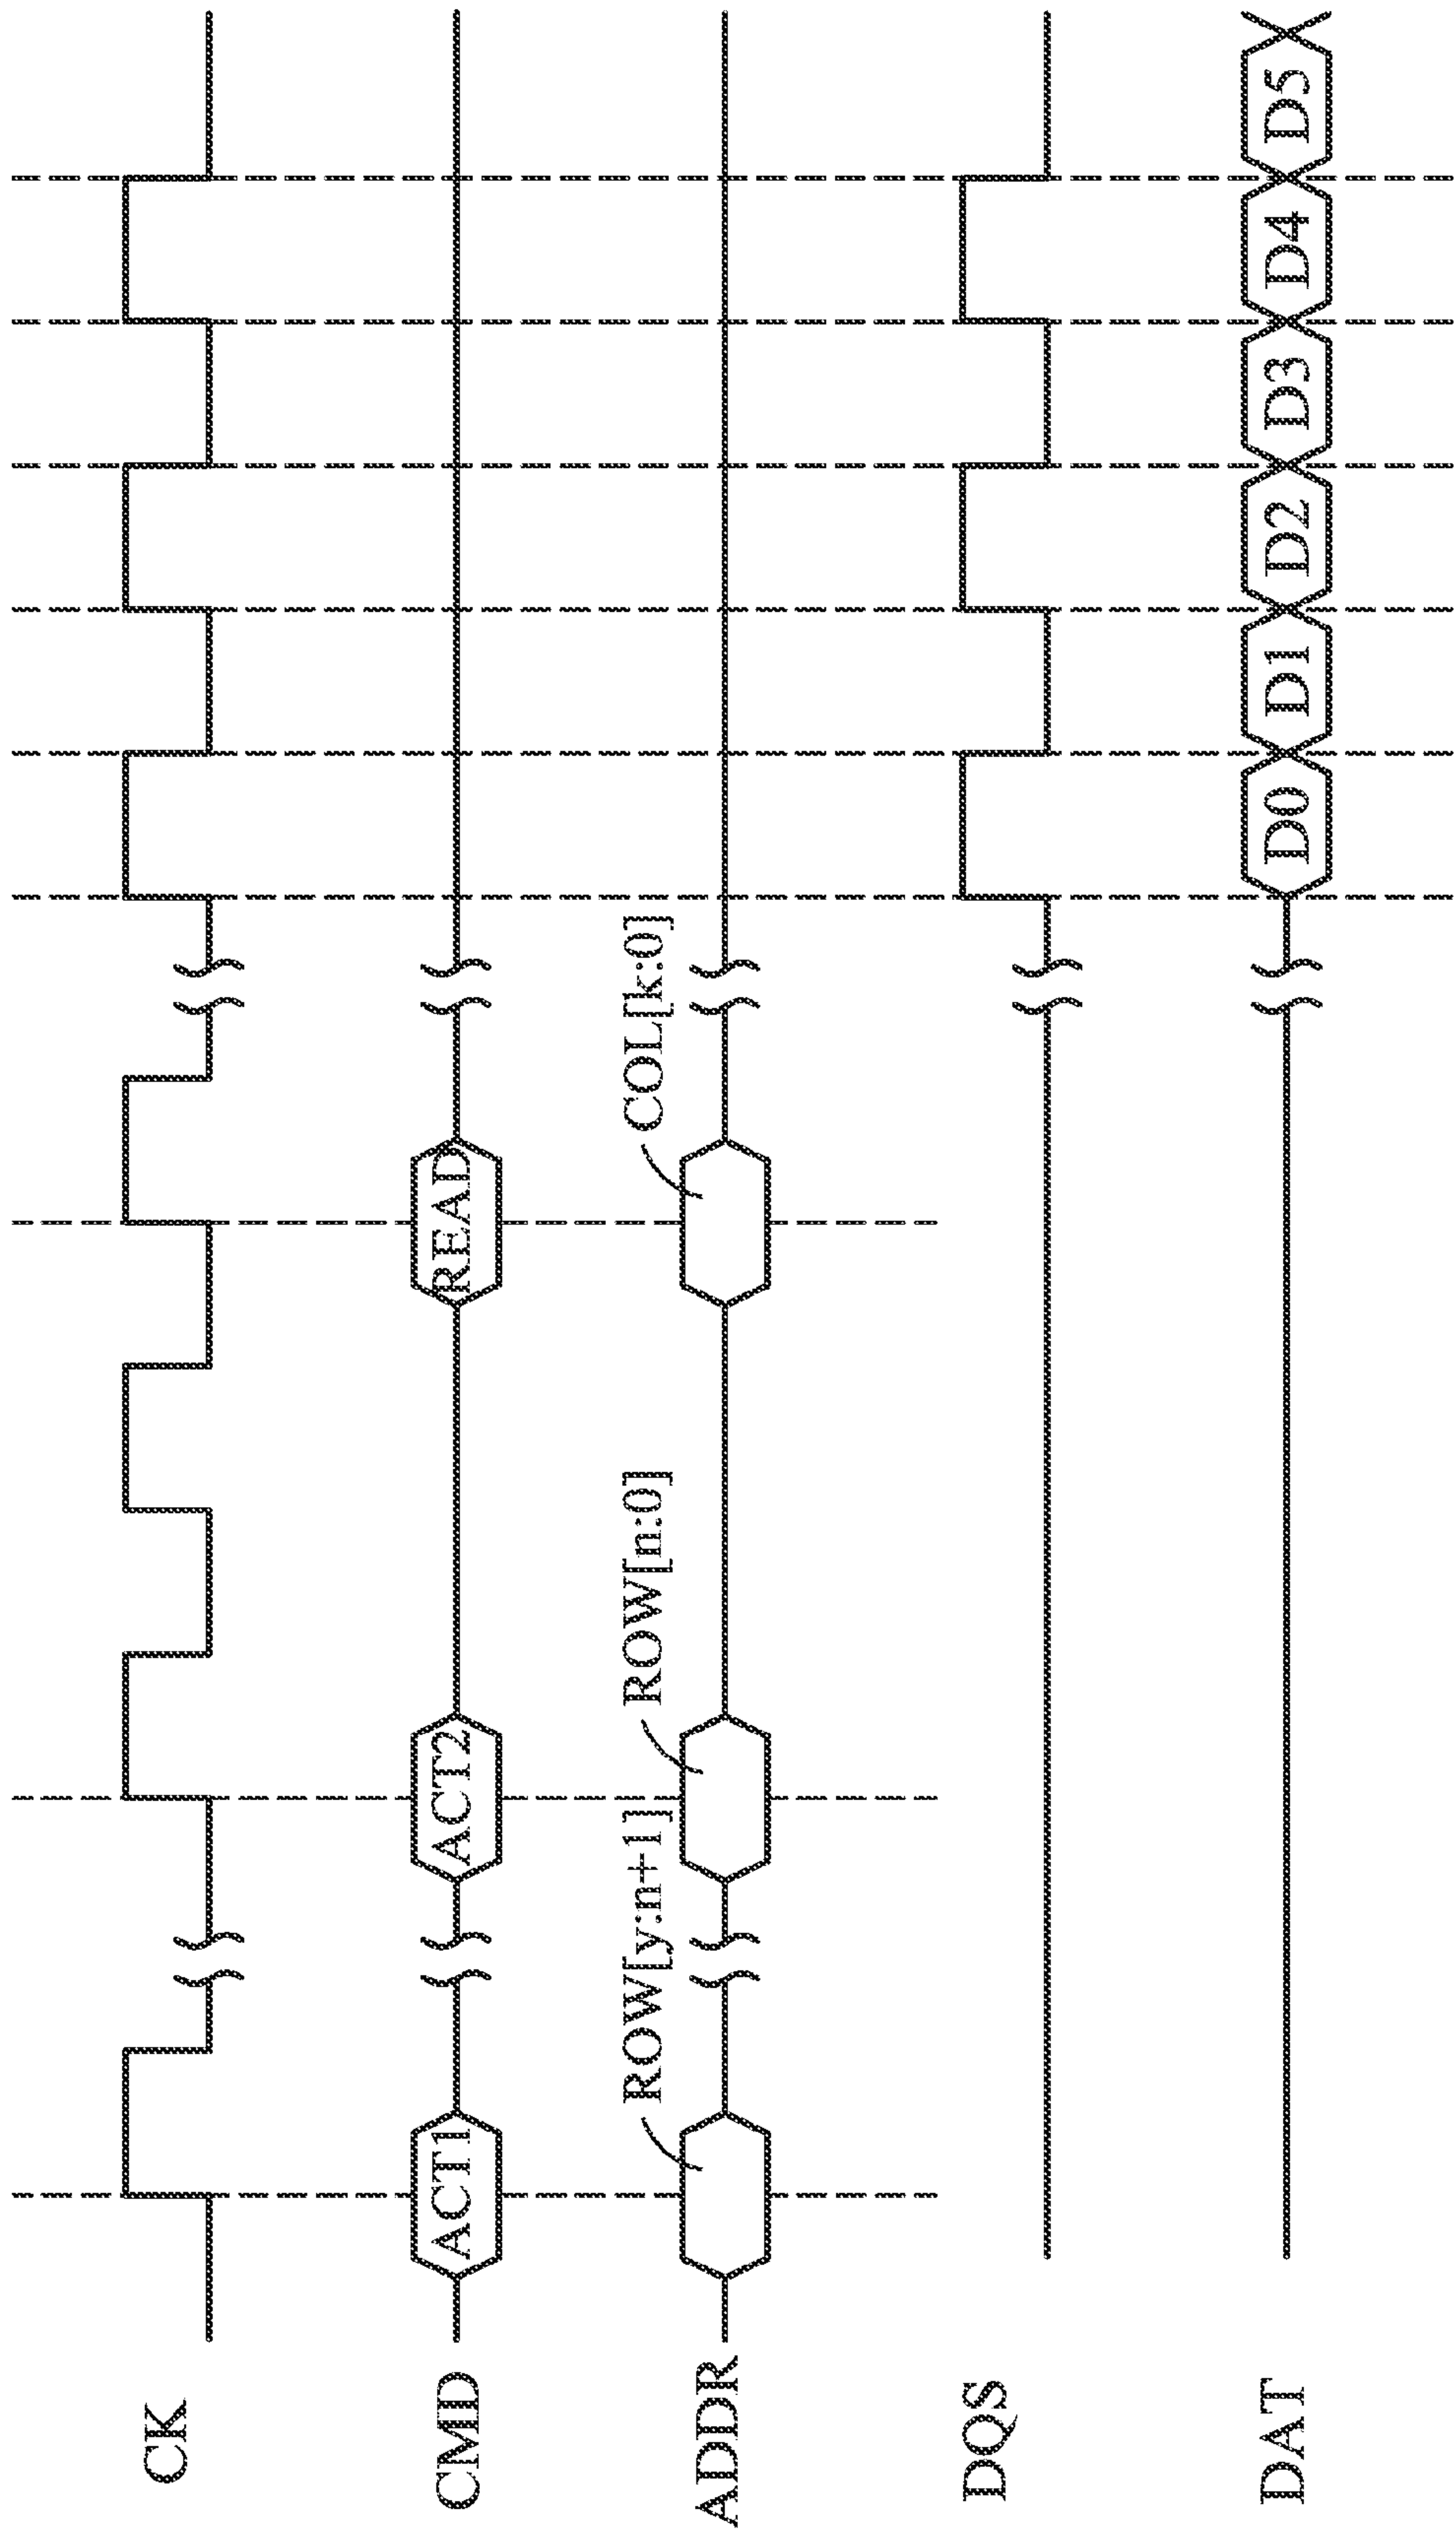 CK
CMD
ACT1
ACT2
READ
ADDR
ROW[y:n+1]
ROW[n:0]
COL[k:0]
DQS
DAT
D0
D1
D2
D3
D4
D5